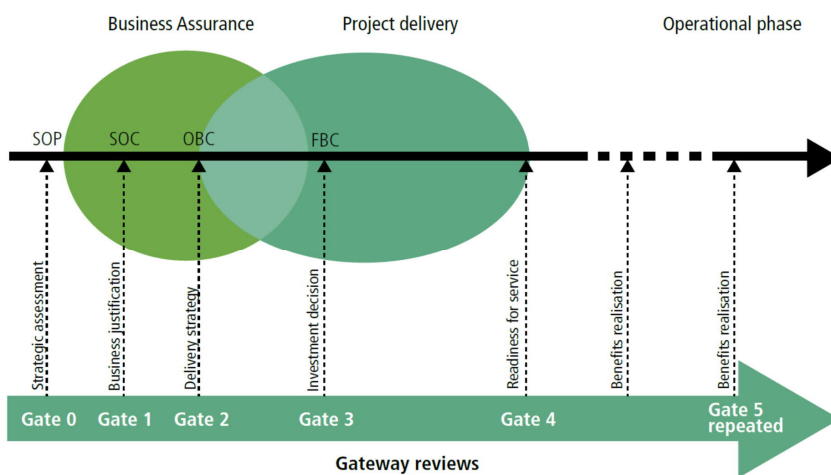 Business Assurance
Project delivery
Operational phase
SOP
SOC
OBC
FBC
Strategic assessment
Business justification
Delivery strategy
Investment decision
Readiness for service
Benefits realisation
Benefits realisation
Gate 0
Gate 1
Gate 2
Gate 3
Gate 4
Gate 5
repeated
Gateway reviews